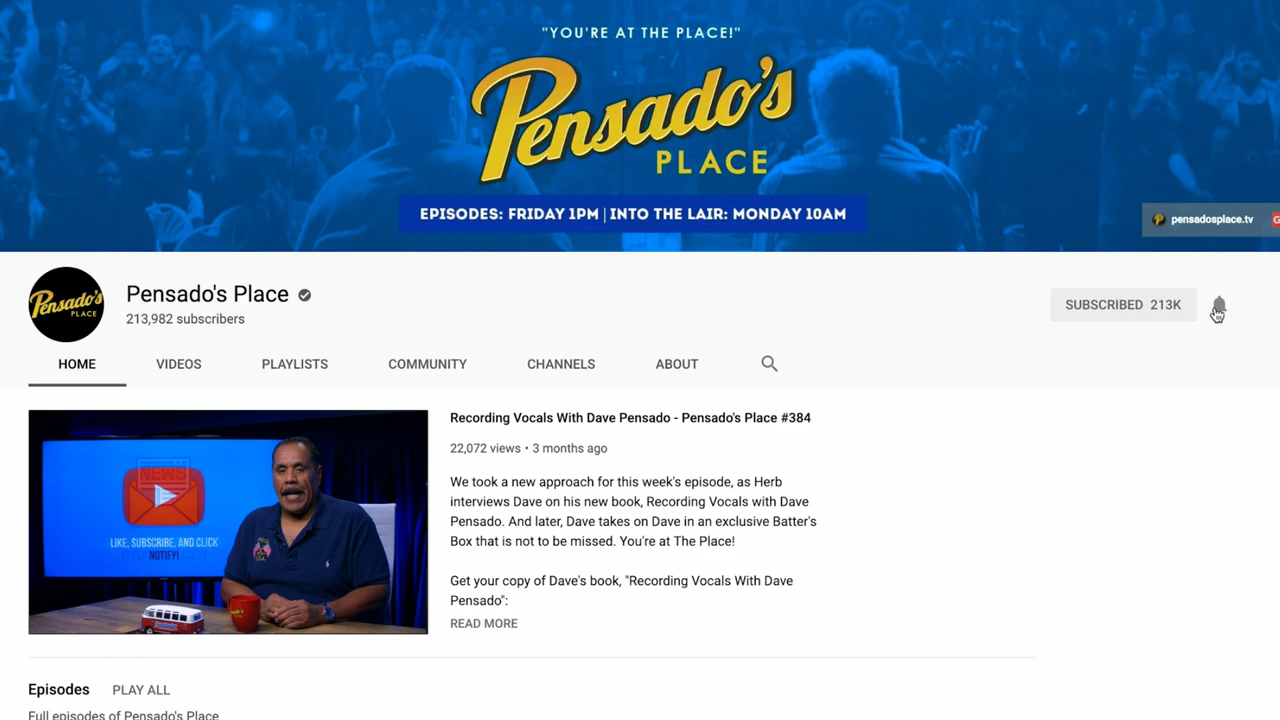 "YOU'RE AT THE PLACE!"
Pensado's
PLACE
EPISODES: FRIDAY 1PM | INTO THE LAIR: MONDAY 10AM
pensadosplace.tv
G
Pensado's
PLACE
Pensado's Place
213,982 subscribers
SUBSCRIBED 213K
HOME VIDEOS PLAYLISTS COMMUNITY CHANNELS ABOUT
NEWS
LIKE, SUBSCRIBE, AND CLICK
NOTIFY!
Pensado's
Recording Vocals With Dave Pensado - Pensado's Place #384
22,072 views • 3 months ago
We took a new approach for this week's episode, as Herb
interviews Dave on his new book, Recording Vocals with Dave
Pensado. And later, Dave takes on Dave in an exclusive Batter's
Box that is not to be missed. You're at The Place!
Get your copy of Dave's book, "Recording Vocals With Dave
Pensado":
READ MORE
Episodes PLAY ALL
Full episodes of Pensado's Place